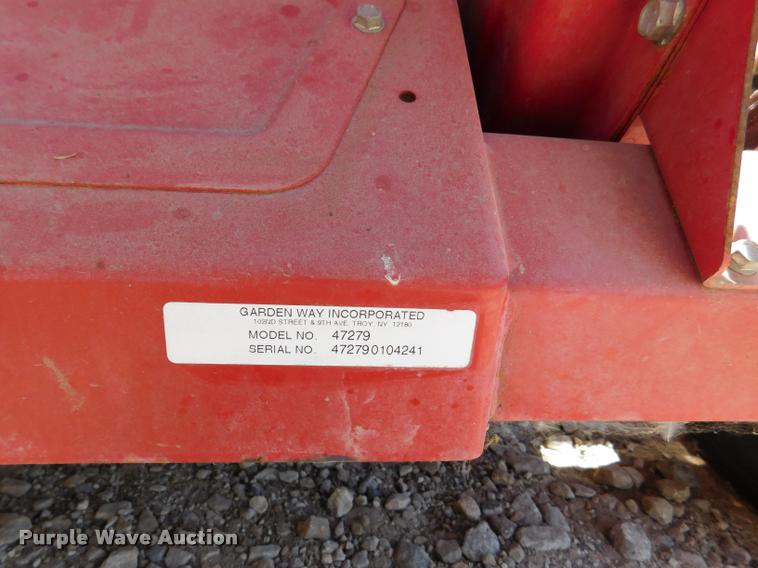 GARDEN WAY INCORPORATED
102ND STREET & 9TH AVE. TROY, NY 12180
MODEL NO. 47279
SERIAL NO. 472790104241
Purple Wave Auction